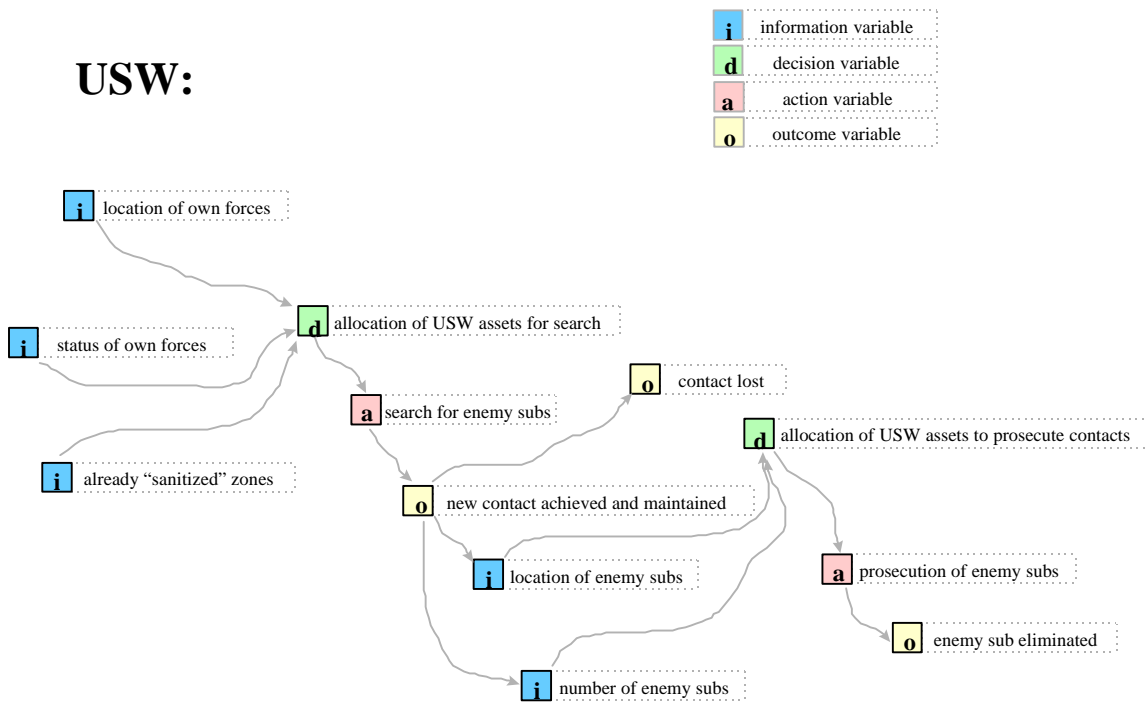 i information variable
USW:
d decision variable
a action variable
o outcome variable
i location of own forces
d allocation of USW assets for search
i status of own forces
o contact lost
a search for enemy subs
d allocation of USW assets to prosecute contacts
i already “sanitized” zones
o new contact achieved and maintained
i location of enemy subs
a prosecution of enemy subs
o enemy sub eliminated
i number of enemy subs